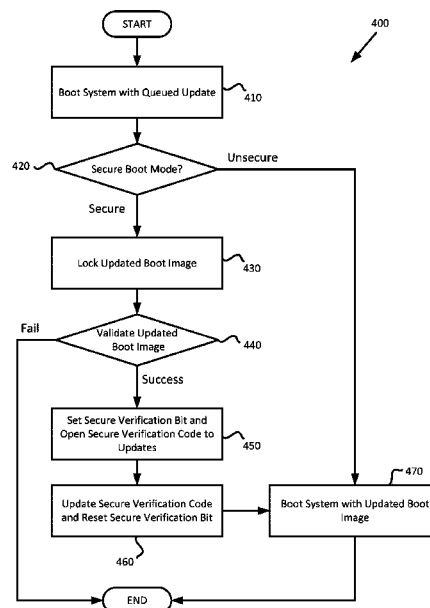 START
400
Boot System with Queued Update
410
420
Secure Boot Mode?
Unsecure
Secure
Lock Updated Boot Image
430
Fail
Validate Updated
Boot Image
440
Success
Set Secure Verification Bit and
Open Secure Verification Code to
Updates
450
470
Update Secure Verification Code
and Reset Secure Verification Bit
Boot System with Updated Boot
Image
460
END